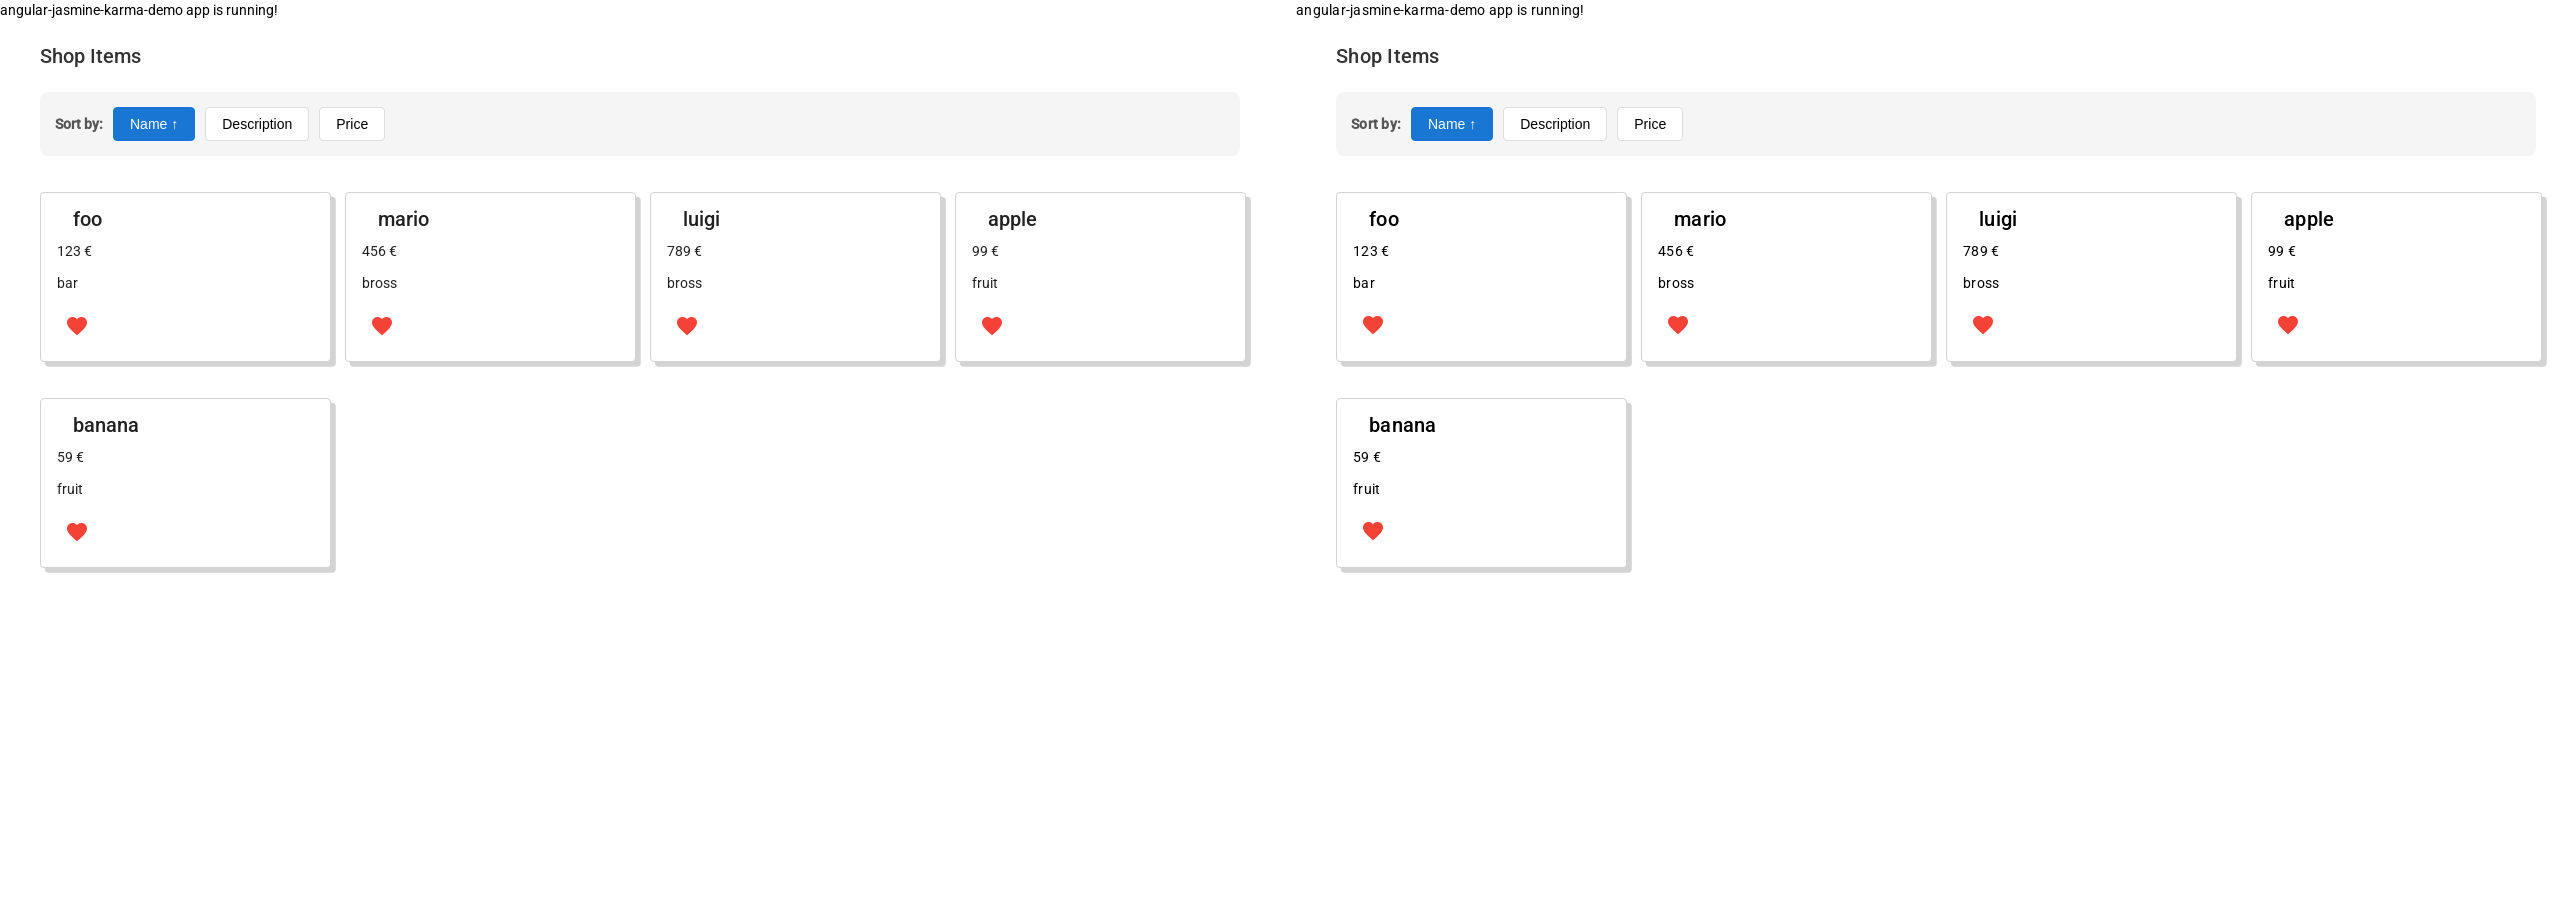 angular-jasmine-karma-demo app is running!
Shop Items
Sort by: Name ↑ Description Price
foo mario luigi apple
123 € 456 € 789 € 99 €
bar bross bross fruit
banana
59 €
fruit
angular-jasmine-karma-demo app is running!
Shop Items
Sort by: Name ↑ Description Price
foo mario luigi apple
123 € 456 € 789 € 99 €
bar bross bross fruit
banana
59 €
fruit